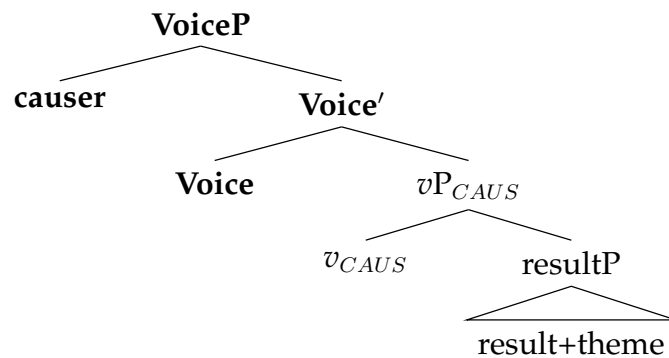 VoiceP
causer Voice′
Voice vP_CAUS
v_CAUS resultP
result+theme